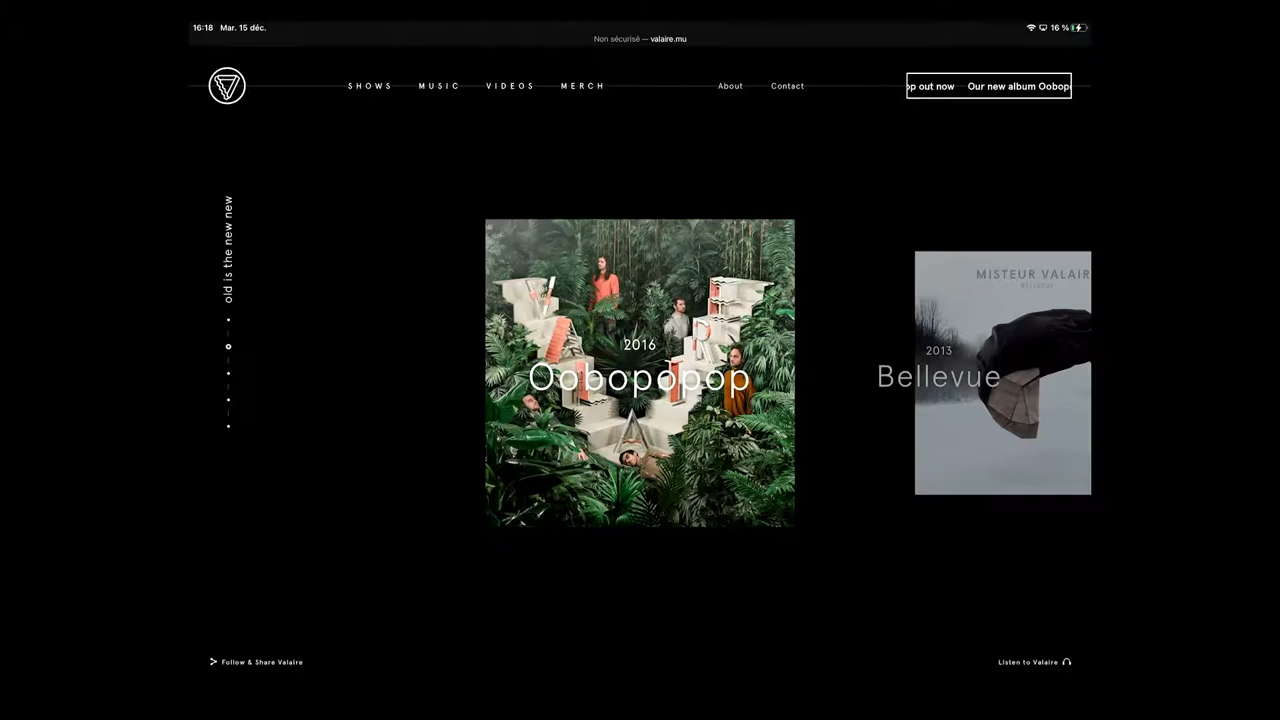 16:18 Mar. 15 déc.
16 %
Non sécurisé — valaire.mu
SHOWS MUSIC VIDEOS MERCH About Contact
op out now Our new album Oobop
old is the new new
2016
Oobopopop
MISTEUR VALAIR
BELLEVUE
2013
Bellevue
Follow & Share Valaire
Listen to Valaire